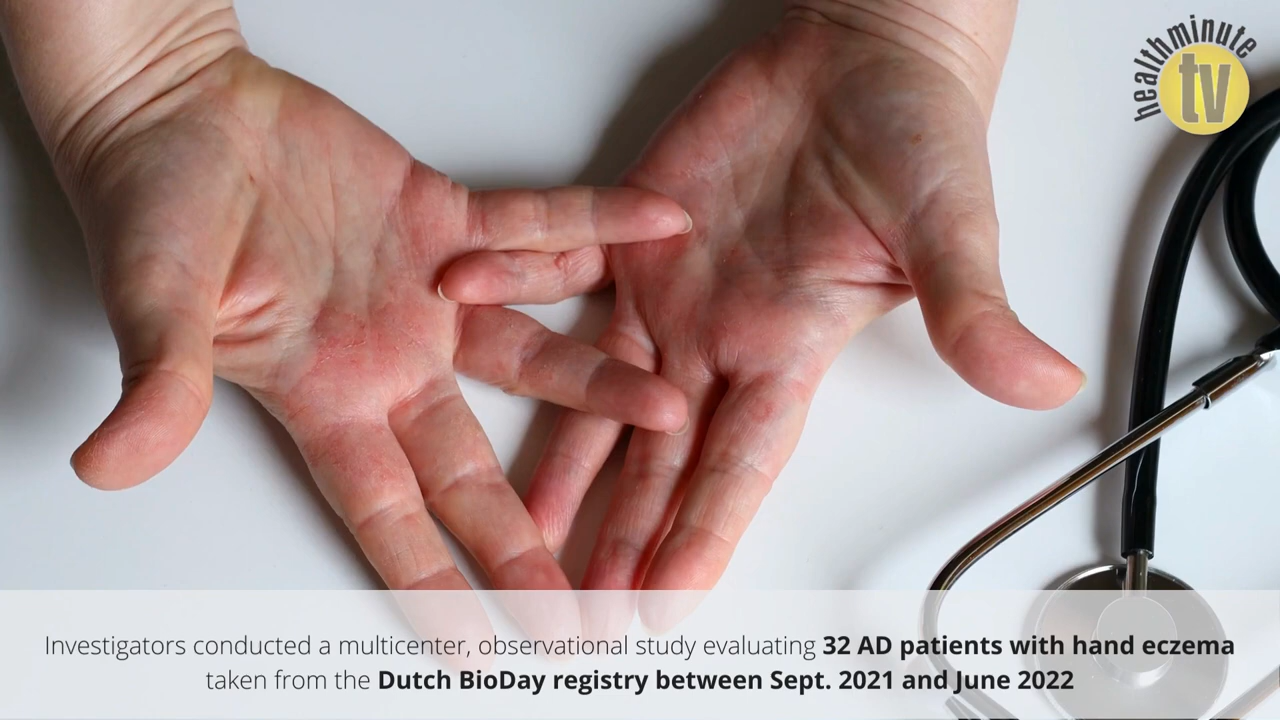 healthminute
tv
Investigators conducted a multicenter, observational study evaluating 32 AD patients with hand eczema
taken from the Dutch BioDay registry between Sept. 2021 and June 2022